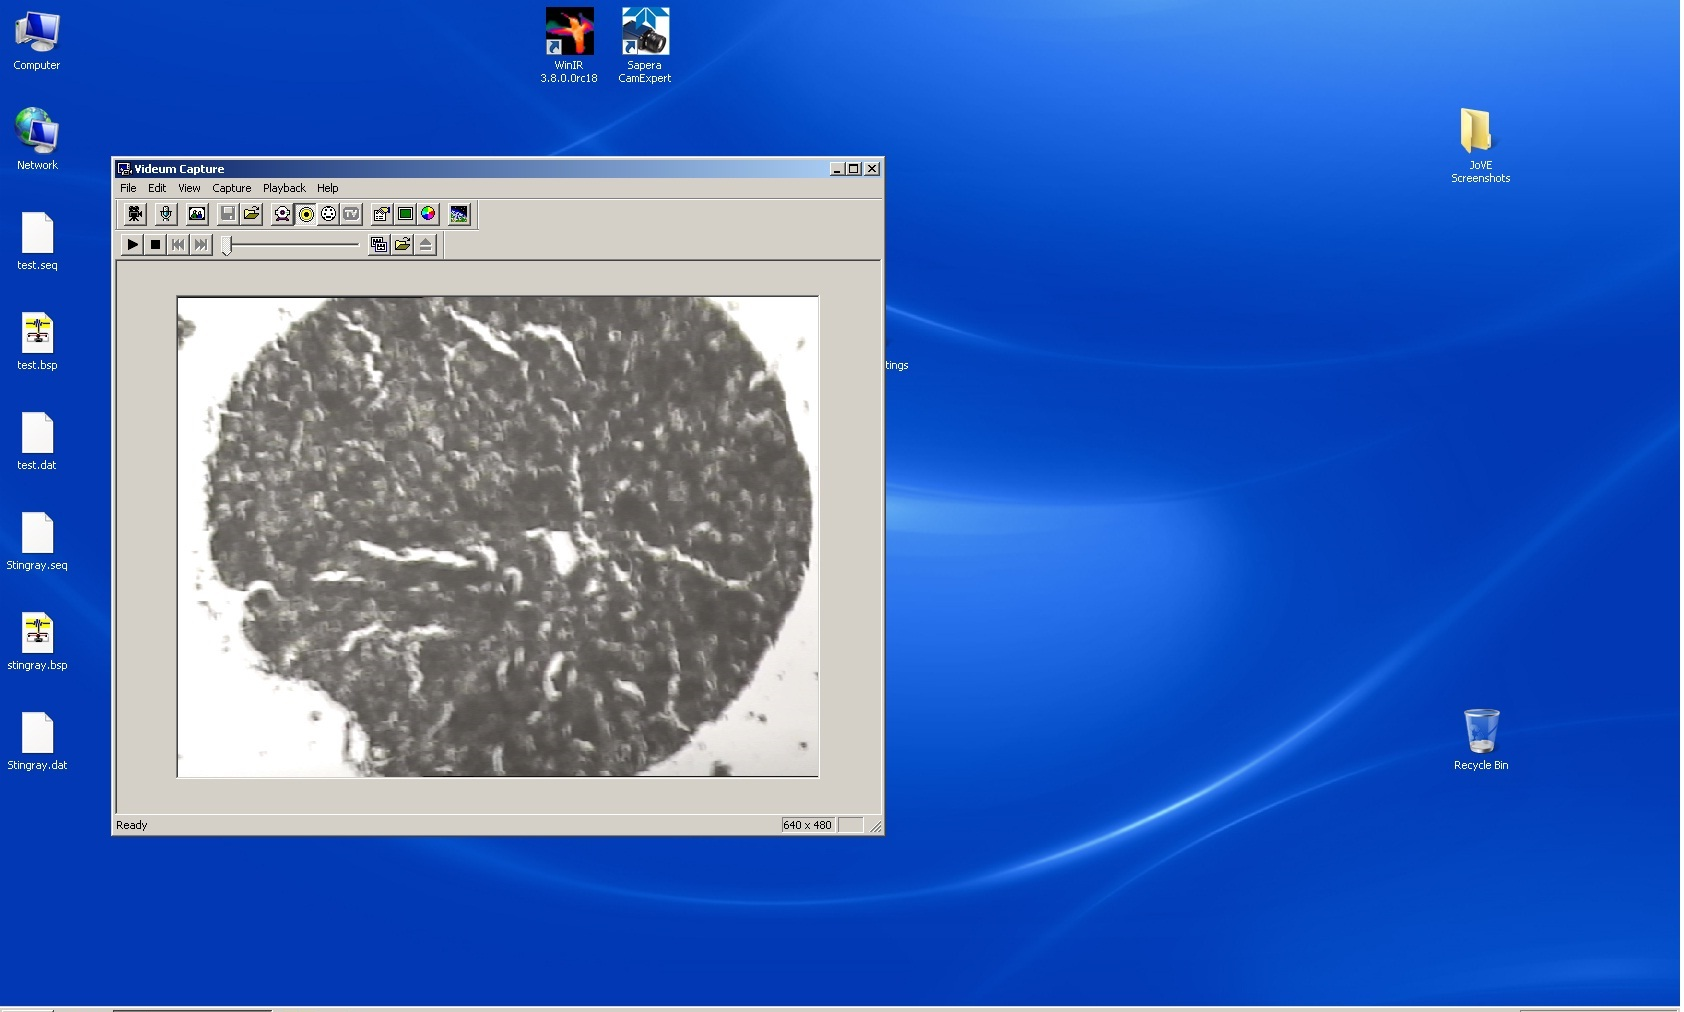 Computer
WinIR
3.8.0.0rc18
Sapera
CamExpert
Network
JoVE
Screenshots
Videum Capture
File Edit View Capture Playback Help
TV
test.seq
test.bsp
tings
test.dat
Stingray.seq
stingray.bsp
Stingray.dat
Recycle Bin
Ready
640 x 480